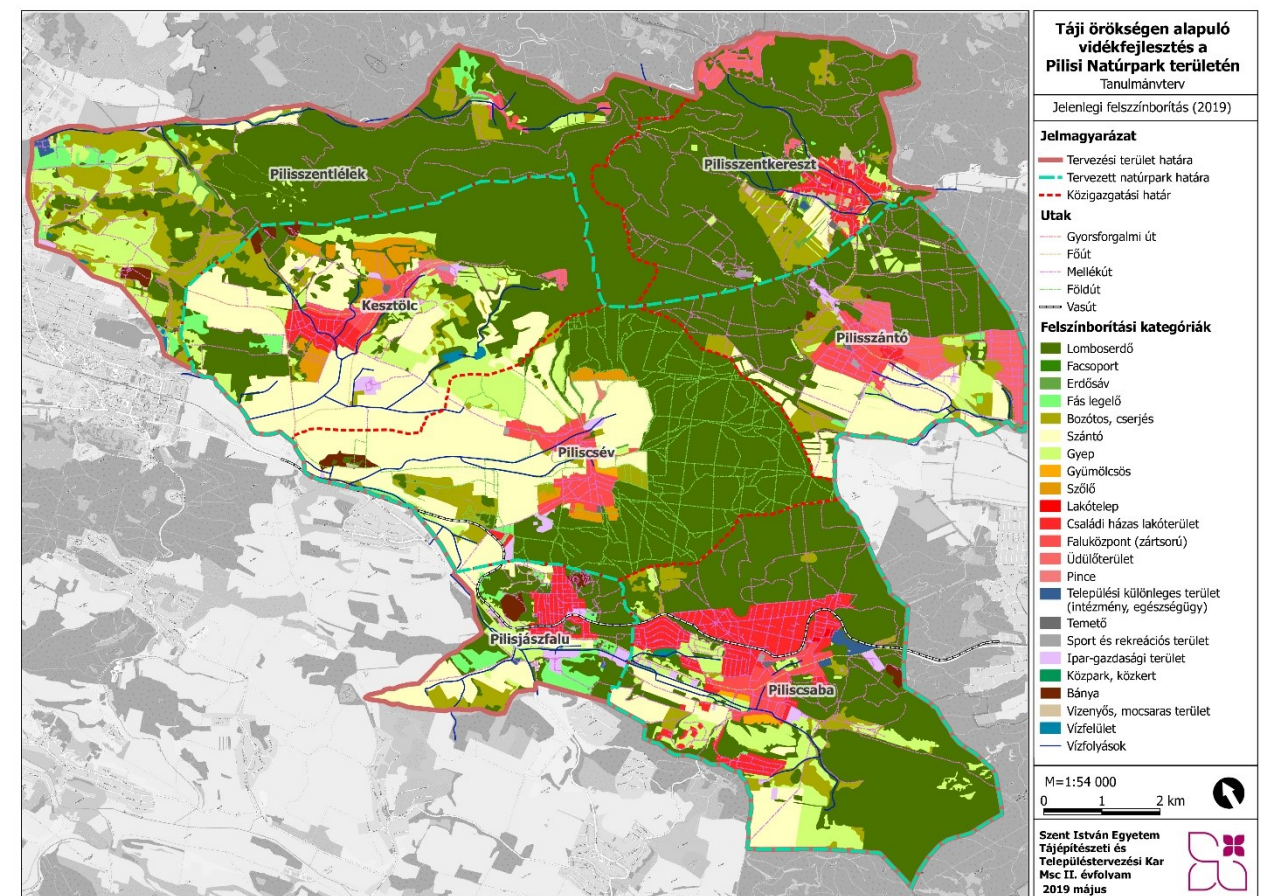 Táji örökségen alapuló
vidékfejlesztés a
Pilisi Natúrpark területén
Tanulmányterv
Jelenlegi felszínborítás (2019)
Jelmagyarázat
Tervezési terület határa
Tervezett natúrpark határa
Közigazgatási határ
Utak
Gyorsforgalmi út
Főút
Mellékút
Földút
Vasút
Felszínborítási kategóriák
Lomboserdő
Facsoport
Erdősáv
Fás legelő
Bozótos, cserjés
Szántó
Gyep
Gyümölcsös
Szőlő
Lakótelep
Családi házas lakóterület
Faluközpont (zártsorú)
Üdülőterület
Pince
Települési különleges terület
(intézmény, egészségügy)
Temető
Sport és rekreációs terület
Ipar-gazdasági terület
Közpark, közkert
Bánya
Vizenyős, mocsaras terület
Vízfelület
Vízfolyások
M=1:54 000
0 1 2 km
Szent István Egyetem
Tájépítészeti és
Településtervezési Kar
Msc II. évfolyam
2019 május
Pilisszentlélek
Pilisszentkereszt
Kesztölc
Pilisszántó
Piliscsév
Pilisjászfalu
Piliscsaba